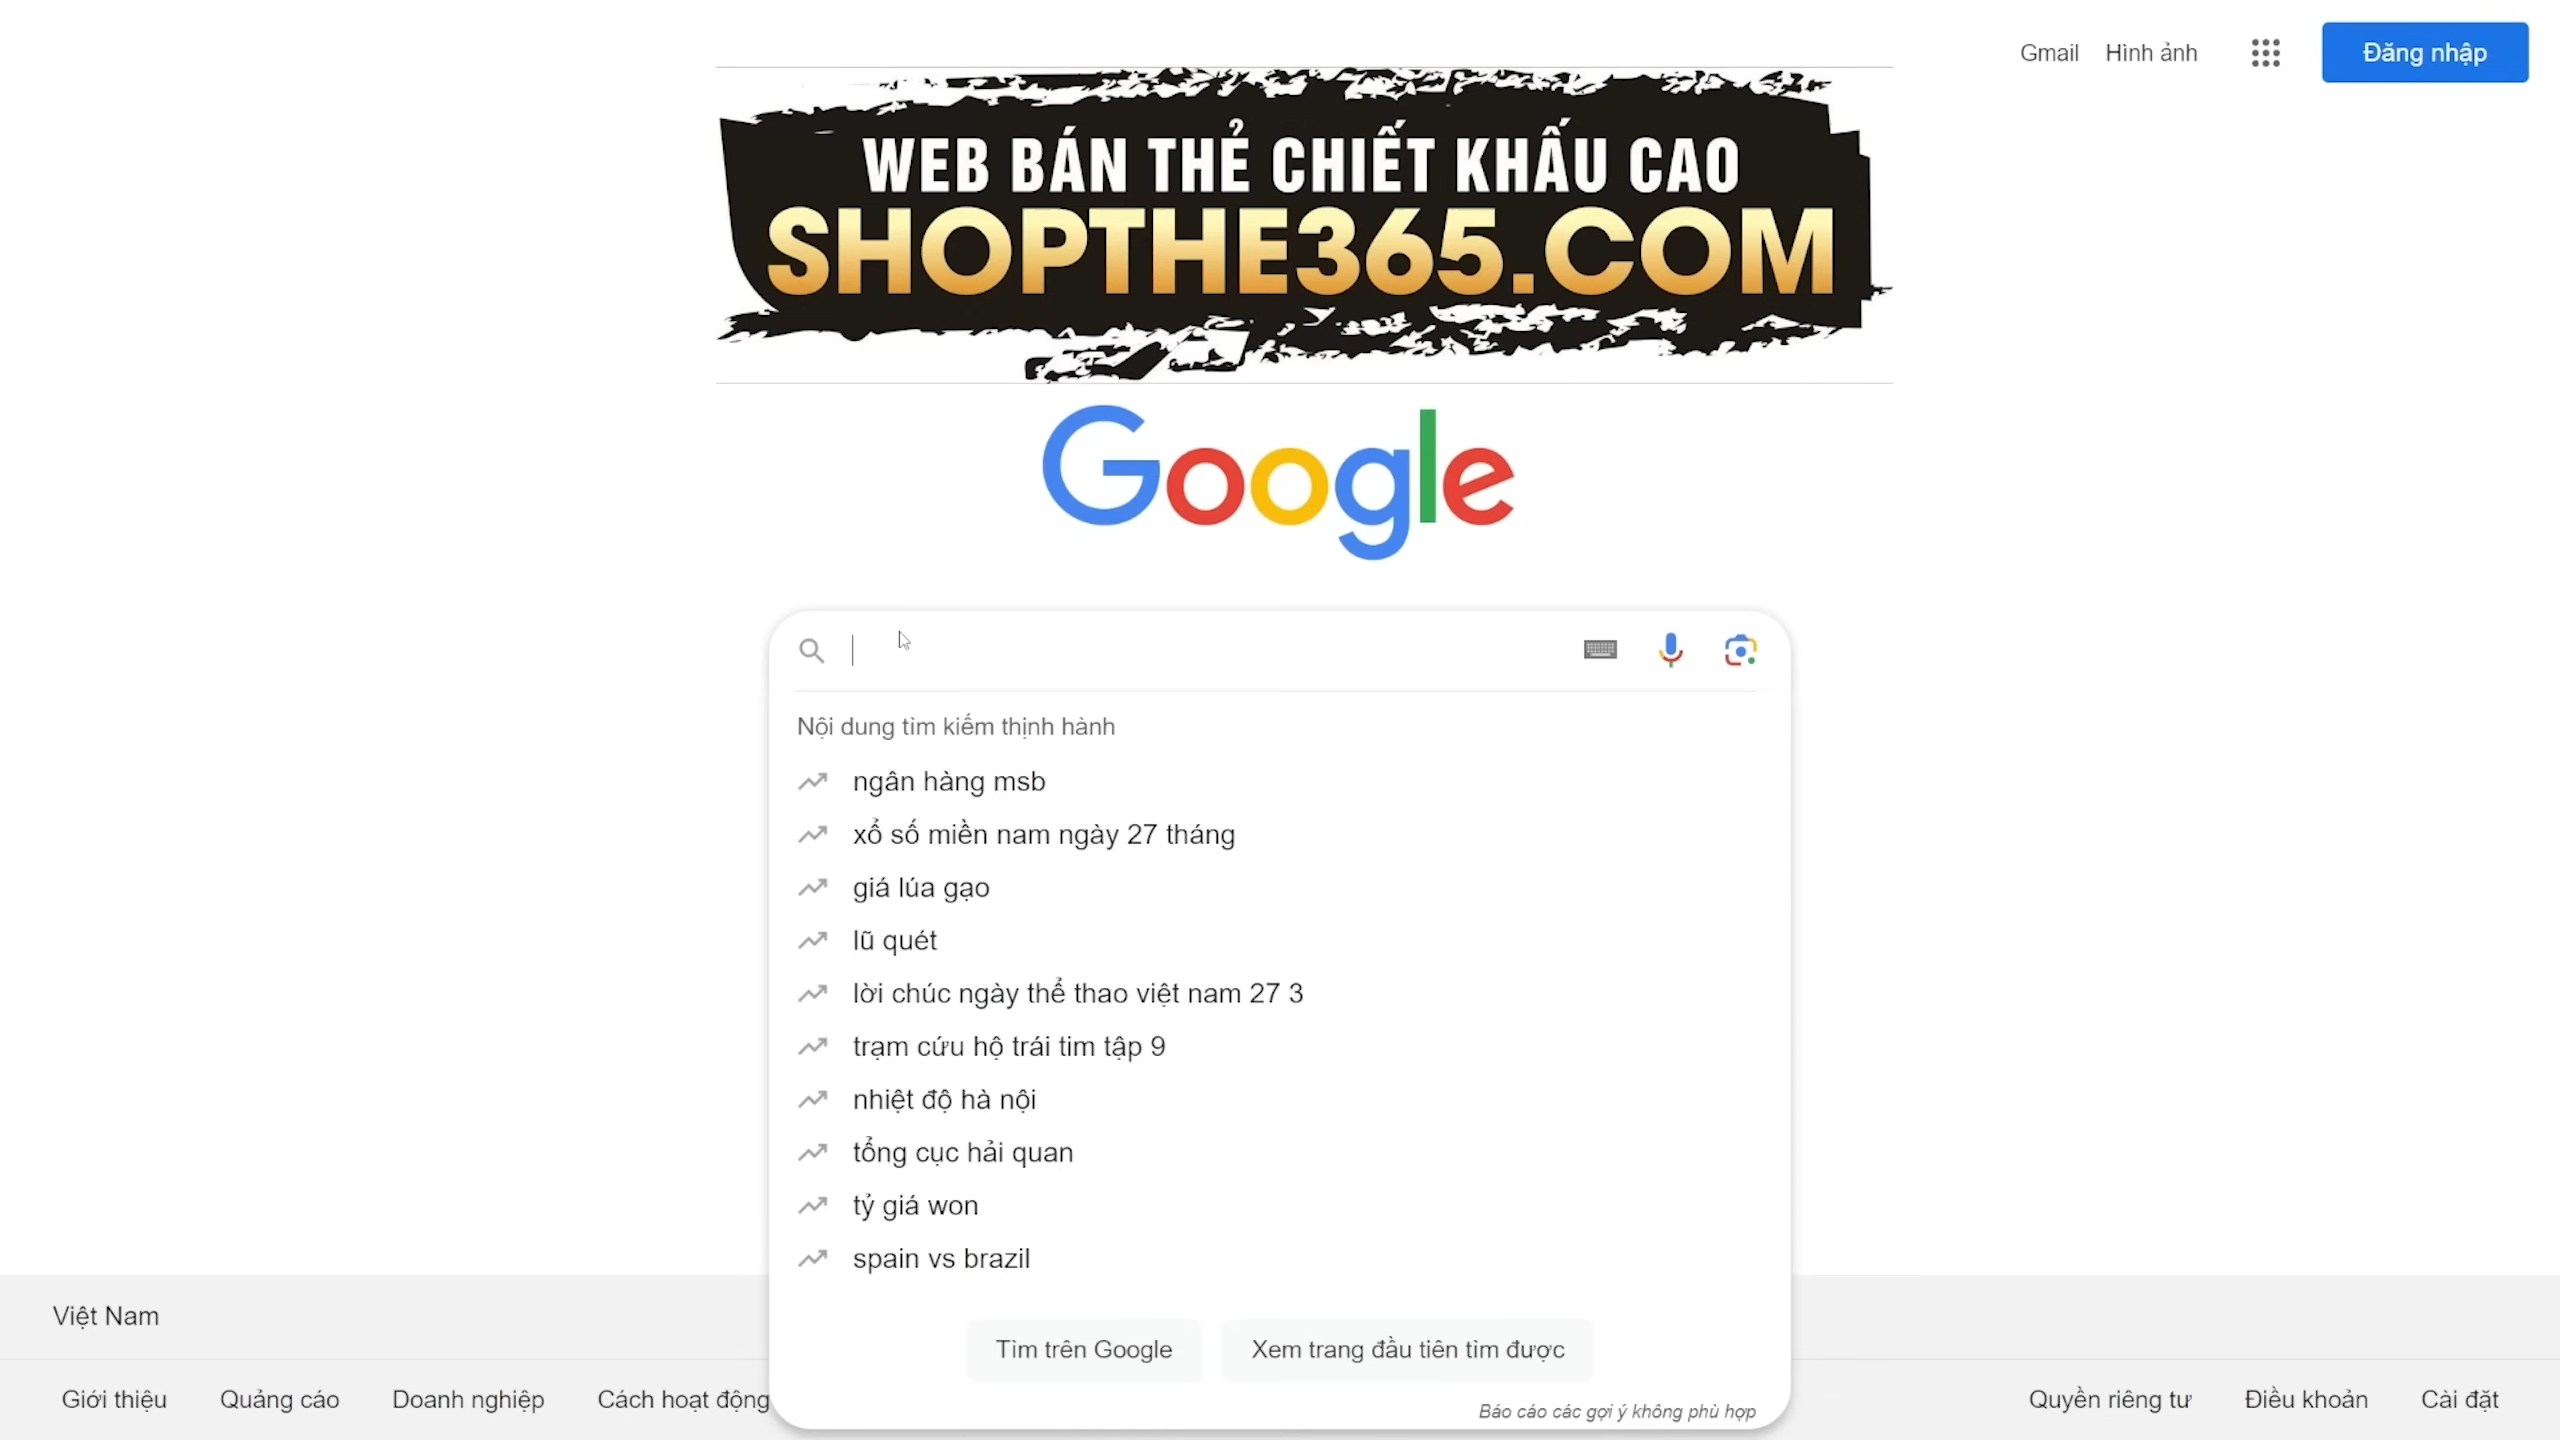 Gmail Hình ảnh Đăng nhập
WEB BÁN THẺ CHIẾT KHẤU CAO
SHOPTHE365.COM
Google
Nội dung tìm kiếm thịnh hành
ngân hàng msb
xổ số miền nam ngày 27 tháng
giá lúa gạo
lũ quét
lời chúc ngày thể thao việt nam 27 3
trạm cứu hộ trái tim tập 9
nhiệt độ hà nội
tổng cục hải quan
tỷ giá won
spain vs brazil
Việt Nam
Tìm trên Google Xem trang đầu tiên tìm được
Giới thiệu Quảng cáo Doanh nghiệp Cách hoạt động
Báo cáo các gợi ý không phù hợp
Quyền riêng tư Điều khoản Cài đặt